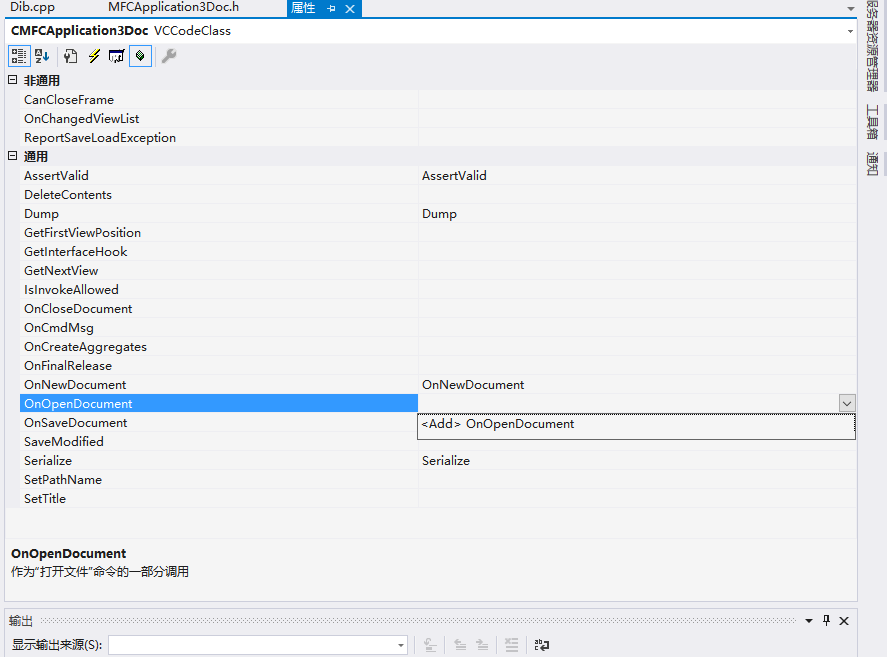 Dib.cpp MFCApplication3Doc.h 属性
CMFCApplication3Doc VCCodeClass
非通用
CanCloseFrame
OnChangedViewList
ReportSaveLoadException
通用
AssertValid AssertValid
DeleteContents
Dump Dump
GetFirstViewPosition
GetInterfaceHook
GetNextView
IsInvokeAllowed
OnCloseDocument
OnCmdMsg
OnCreateAggregates
OnFinalRelease
OnNewDocument OnNewDocument
OnOpenDocument
OnSaveDocument <Add> OnOpenDocument
SaveModified
Serialize Serialize
SetPathName
SetTitle
OnOpenDocument
作为“打开文件”命令的一部分调用
输出
显示输出来源(S):
服务器资源管理器
工具箱
通知